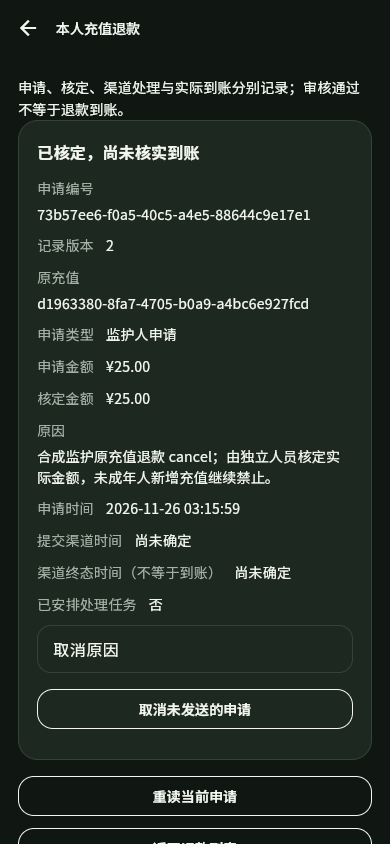 本人充值退款
申请、核定、渠道处理与实际到账分别记录；审核通过
不等于退款到账。
已核定，尚未核实到账
申请编号
73b57ee6-f0a5-40c5-a4e5-88644c9e17e1
记录版本 2
原充值
d1963380-8fa7-4705-b0a9-a4bc6e927fcd
申请类型 监护人申请
申请金额 ¥25.00
核定金额 ¥25.00
原因
合成监护原充值退款 cancel；由独立人员核定实
际金额，未成年人新增充值继续禁止。
申请时间 2026-11-26 03:15:59
提交渠道时间 尚未确定
渠道终态时间（不等于到账） 尚未确定
已安排处理任务 否
取消原因
取消未发送的申请
重读当前申请